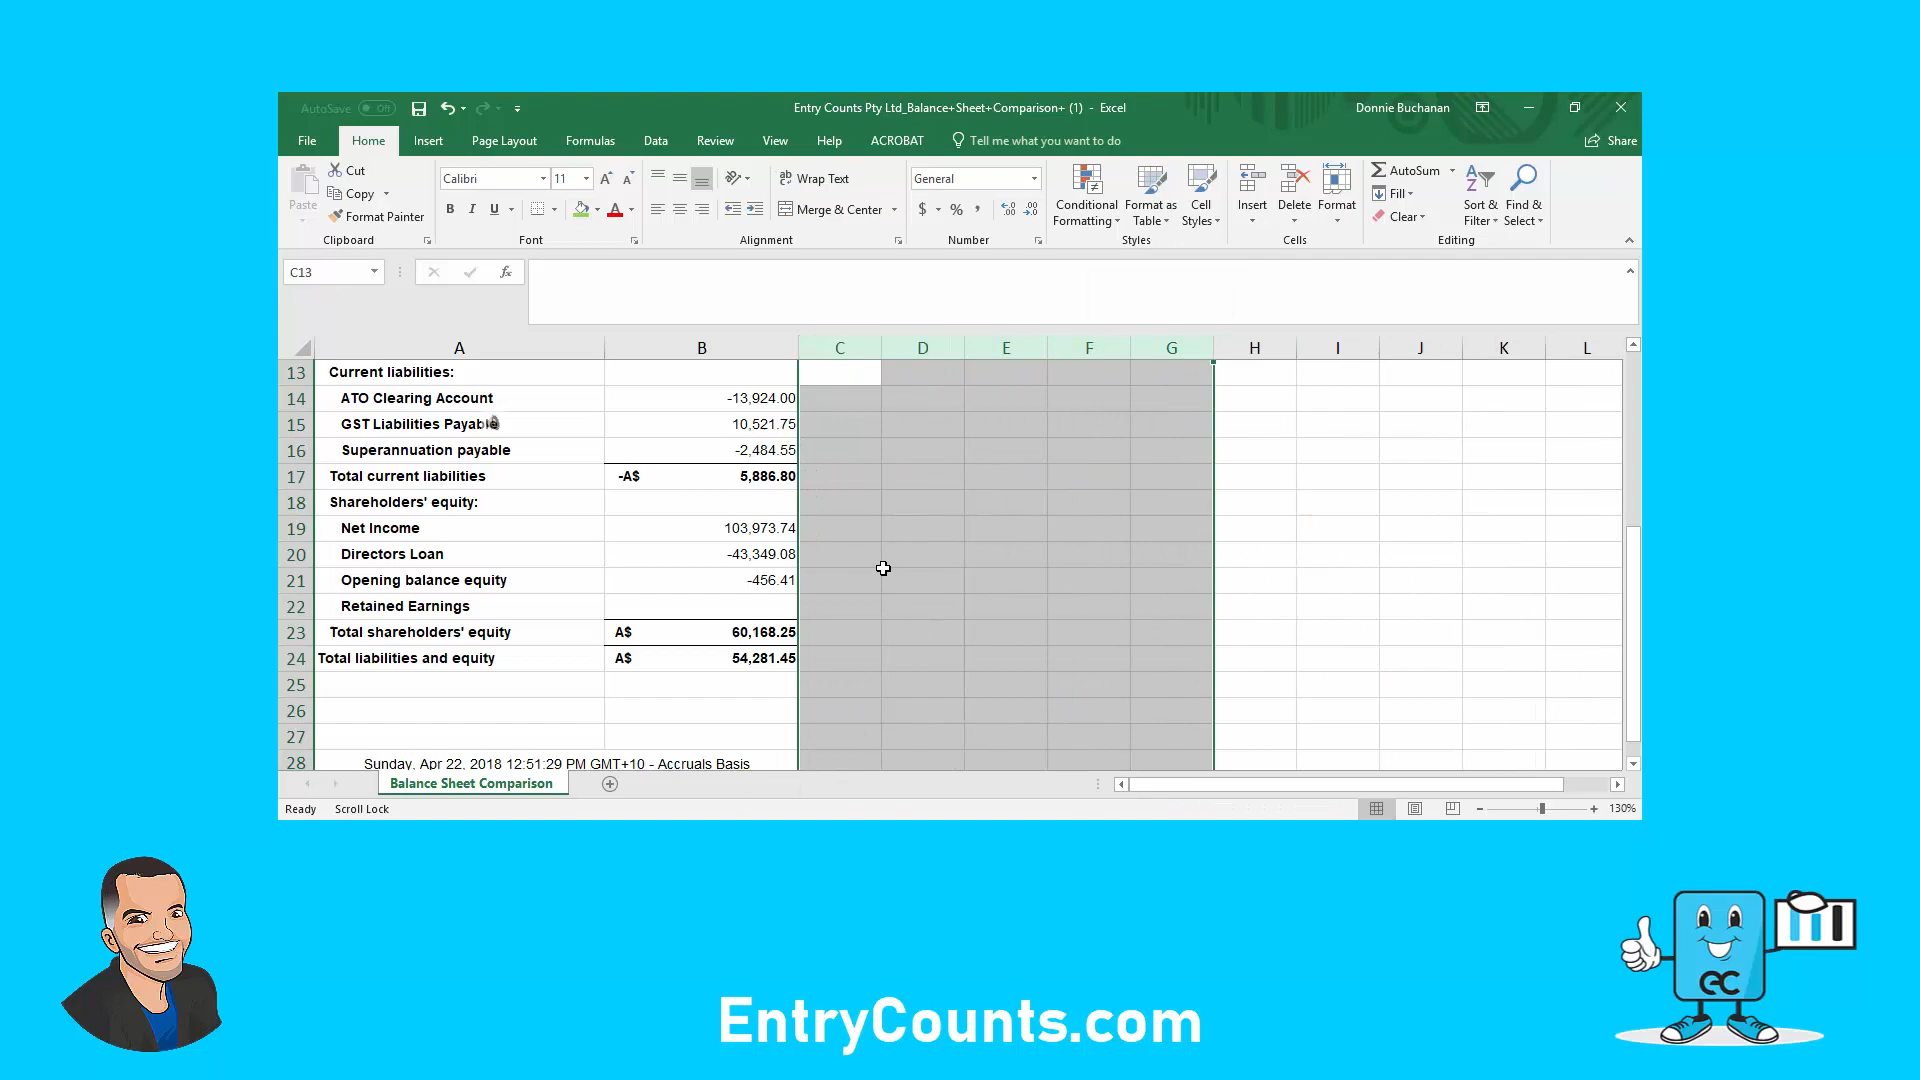 AutoSave Off
Entry Counts Pty Ltd_Balance+Sheet+Comparison+ (1) - Excel
Donnie Buchanan
File Home Insert Page Layout Formulas Data Review View Help ACROBAT Tell me what you want to do Share
Paste
Cut
Copy
Format Painter
Clipboard
Calibri 11
B I U A
Font
Wrap Text
Merge & Center
Alignment
General
$ % ,
Number
Conditional Formatting
Format as Table
Cell Styles
Styles
Insert Delete Format
Cells
AutoSum
Fill
Clear
Sort & Filter
Find & Select
Editing
C13 fx
A B C D E F G H I J K L
13 Current liabilities:
14 ATO Clearing Account -13,924.00
15 GST Liabilities Payable 10,521.75
16 Superannuation payable -2,484.55
17 Total current liabilities -A$ 5,886.80
18 Shareholders' equity:
19 Net Income 103,973.74
20 Directors Loan -43,349.08
21 Opening balance equity -456.41
22 Retained Earnings
23 Total shareholders' equity A$ 60,168.25
24 Total liabilities and equity A$ 54,281.45
25
26
27
28 Sunday, Apr 22, 2018 12:51:29 PM GMT+10 - Accruals Basis
Balance Sheet Comparison
Ready Scroll Lock 130%
ec
EntryCounts.com